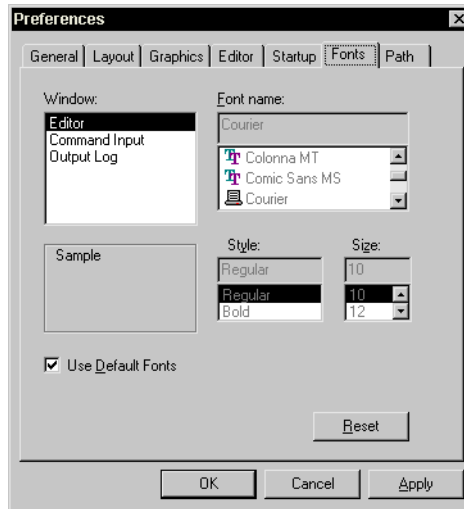 Preferences
General Layout Graphics Editor Startup Fonts Path
Window:
Editor
Command Input
Output Log
Font name:
Courier
Colonna MT
Comic Sans MS
Courier
Sample
Style:
Regular
Regular
Bold
Size:
10
10
12
Use Default Fonts
Reset
OK Cancel Apply